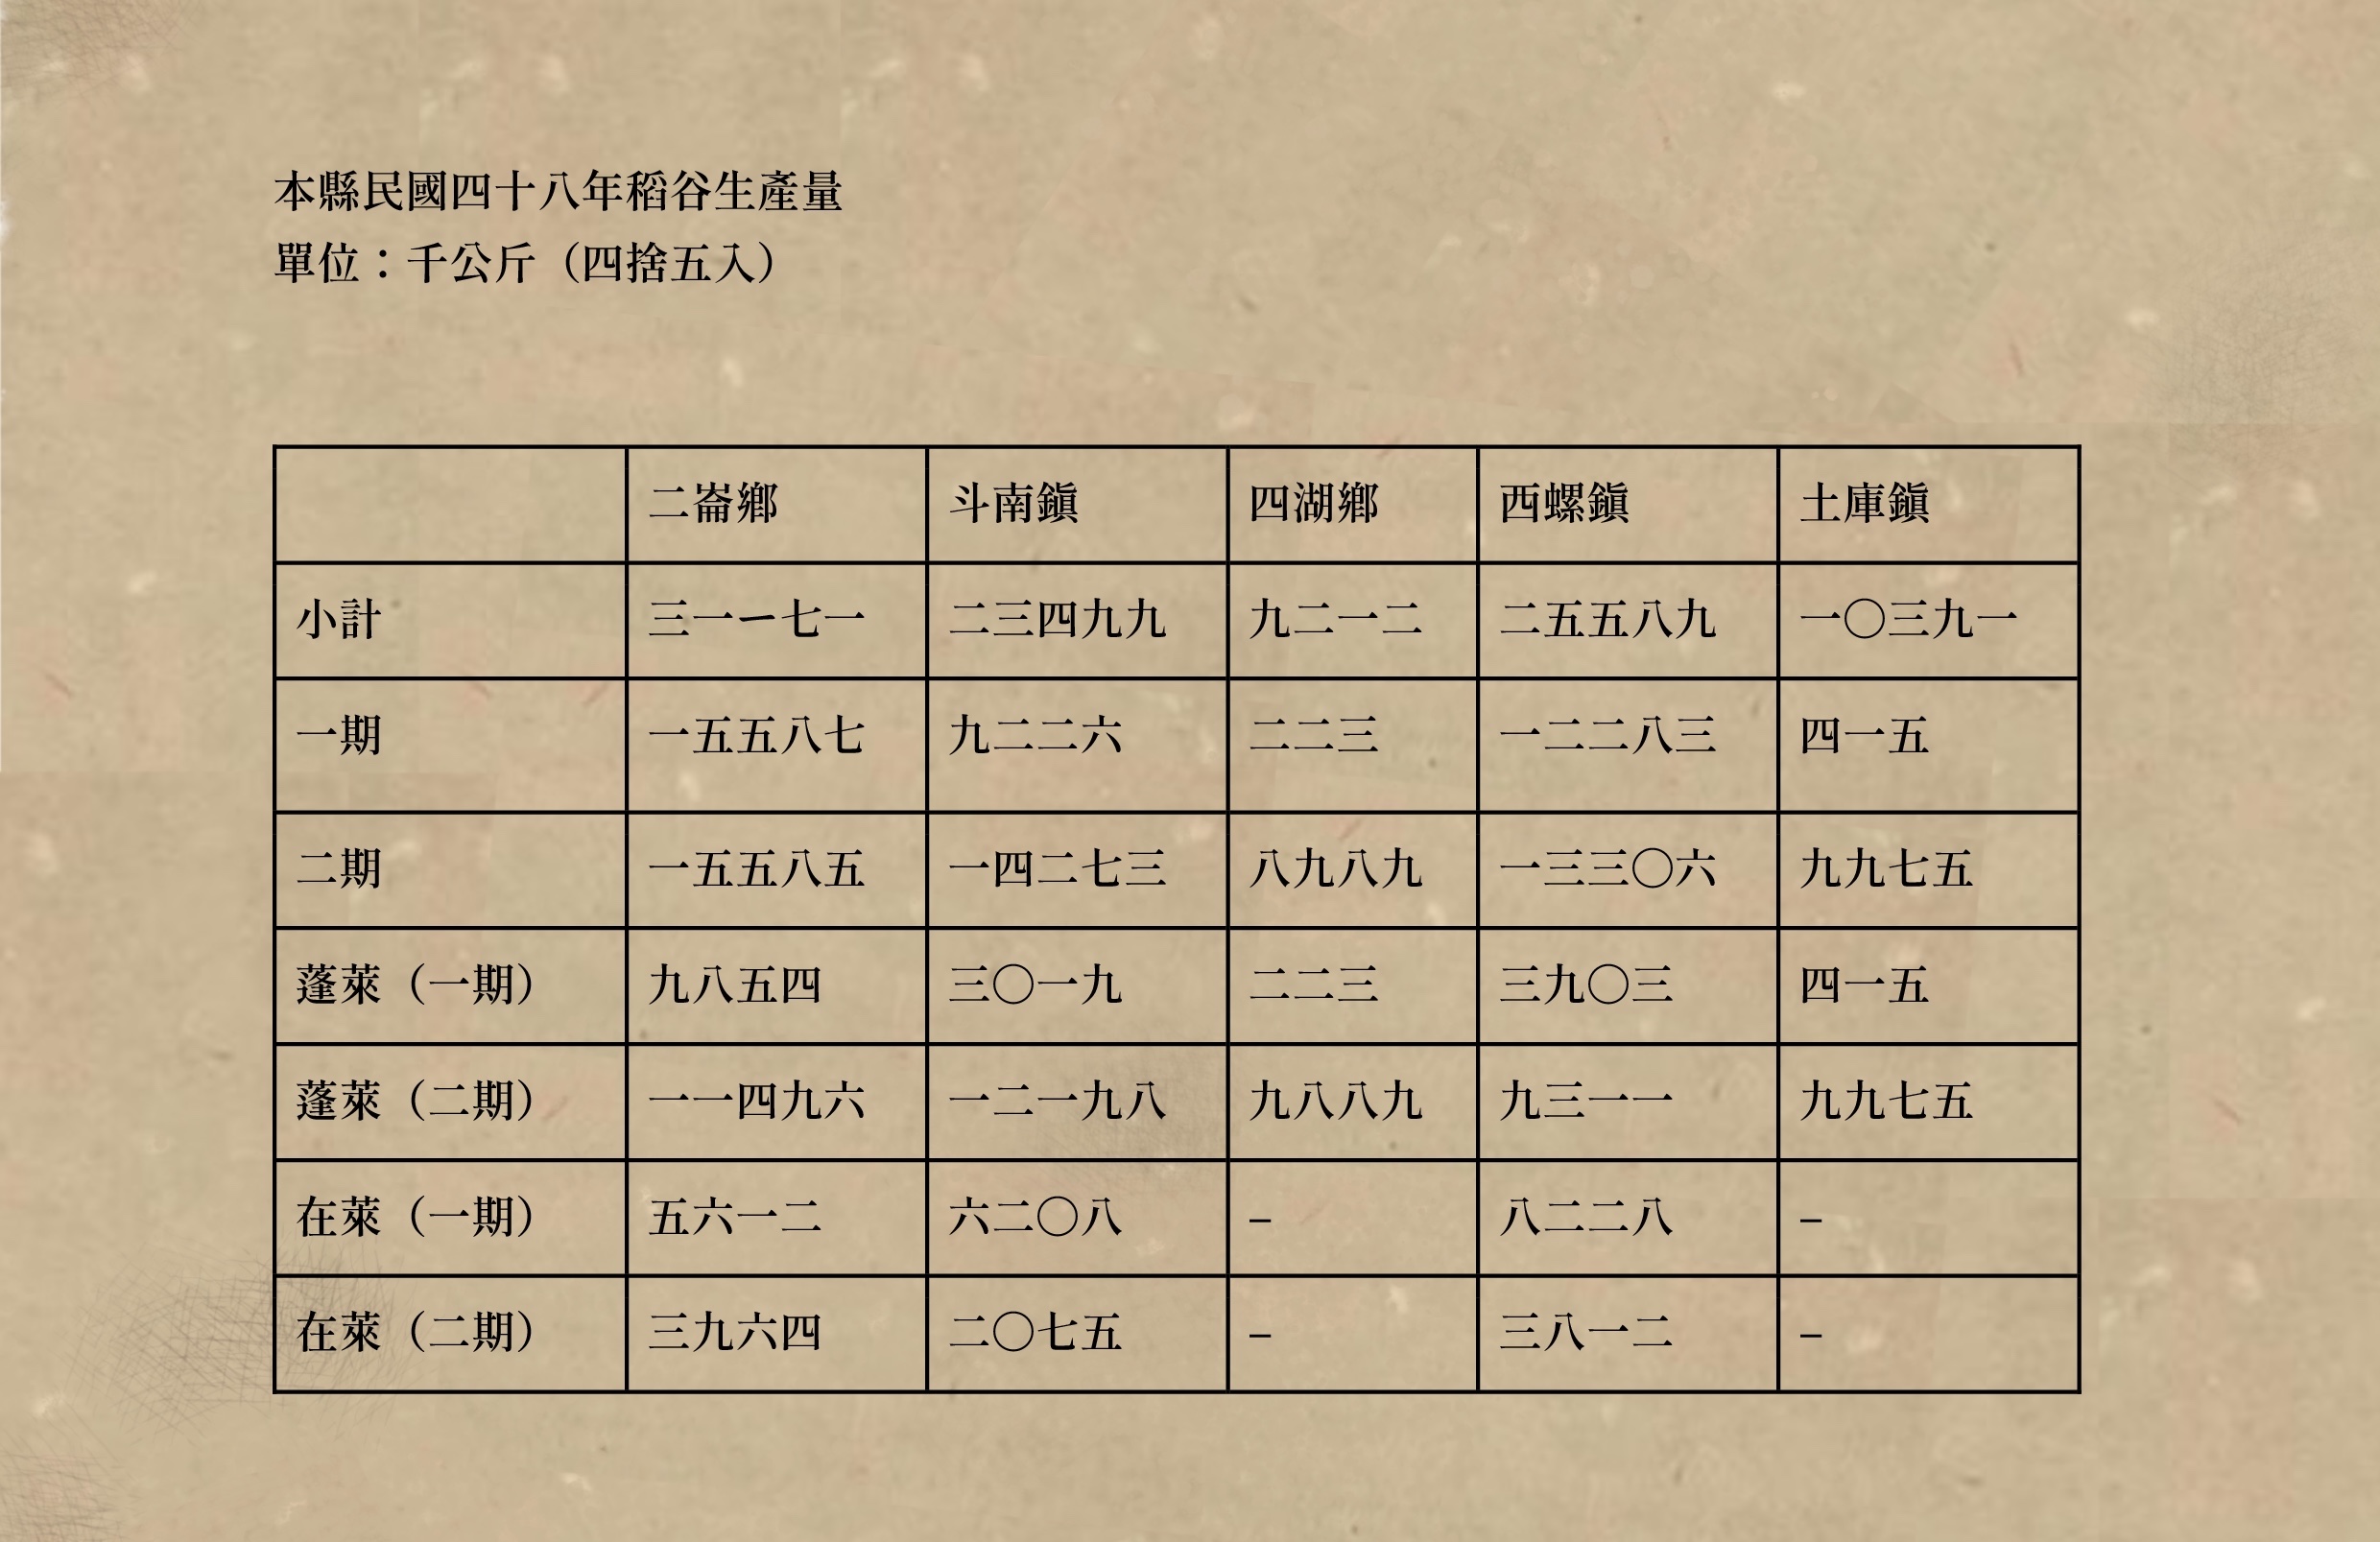 本縣民國四十八年稻谷生產量
單位：千公斤（四捨五入）
二崙鄉 斗南鎭 四湖鄉 西螺鎭 土庫鎭
小計 三一一七一 二三四九九 九二一二 二五五八九 一〇三九一
一期 一五五八七 九二二六 二二三 一二二八三 四一五
二期 一五五八五 一四二七三 八九八九 一三三〇六 九九七五
蓬萊（一期） 九八五四 三〇一九 二二三 三九〇三 四一五
蓬萊（二期） 一一四九六 一二一九八 九八八九 九三一一 九九七五
在萊（一期） 五六一二 六二〇八 – 八二二八 –
在萊（二期） 三九六四 二〇七五 – 三八一二 –